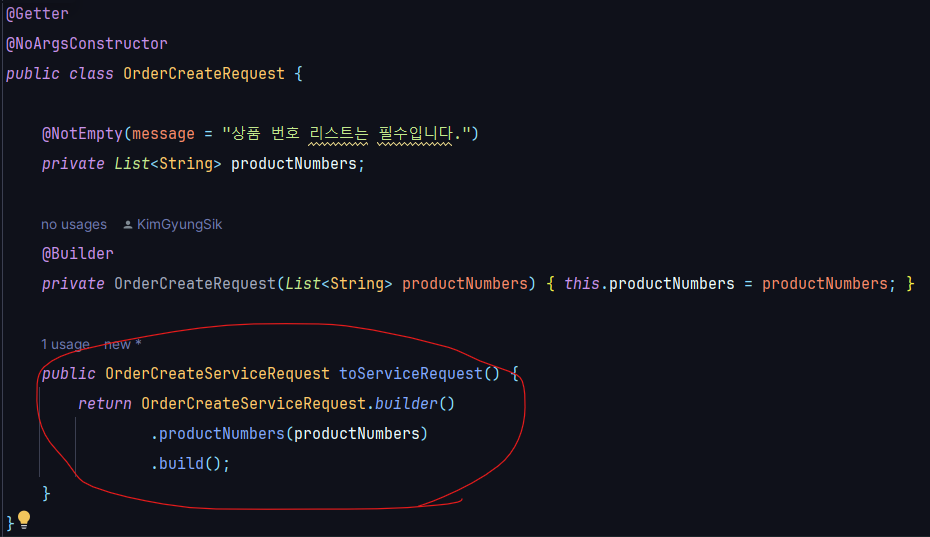 @Getter
@NoArgsConstructor
public class OrderCreateRequest {
@NotEmpty(message = "상품 번호 리스트는 필수입니다.")
private List<String> productNumbers;
no usages KimGyungSik
@Builder
private OrderCreateRequest(List<String> productNumbers) { this.productNumbers = productNumbers; }
1 usage new *
public OrderCreateServiceRequest toServiceRequest() {
return OrderCreateServiceRequest.builder()
.productNumbers(productNumbers)
.build();
}
}